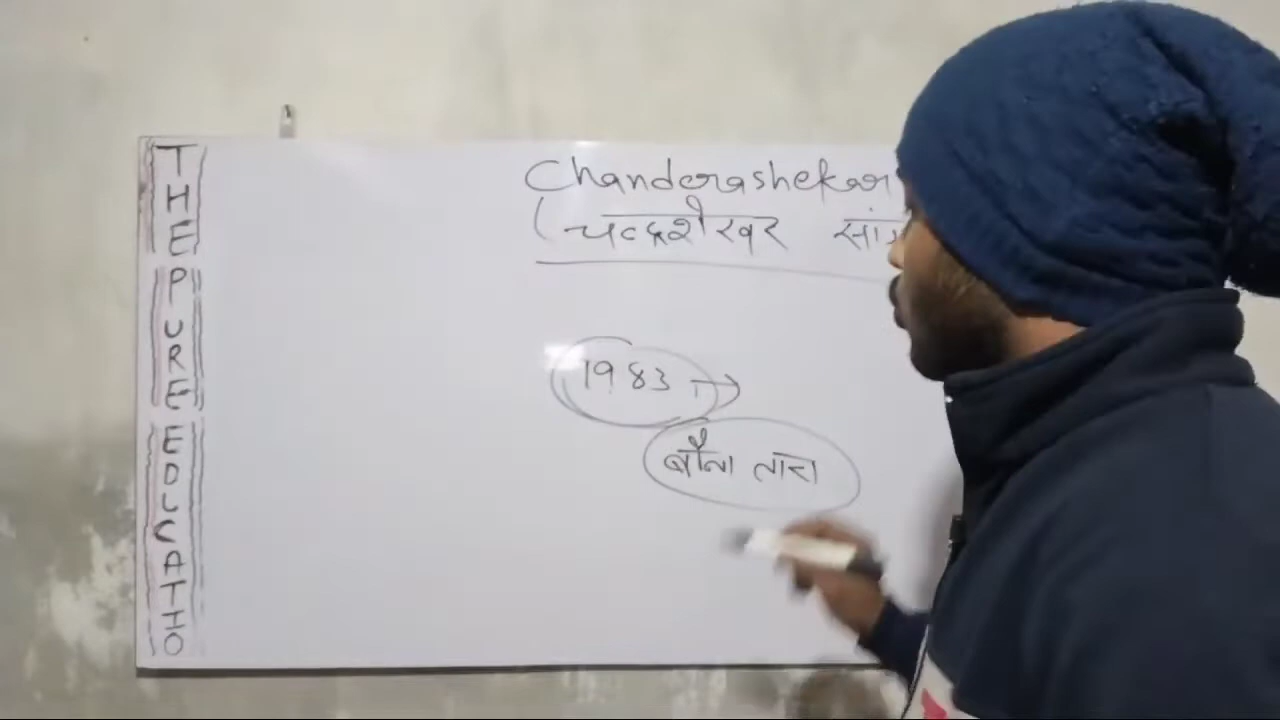 THE PURE EDUCATIO
Chanderashekar
(चन्द्रशेखर सां
1983 →
बौना तारा